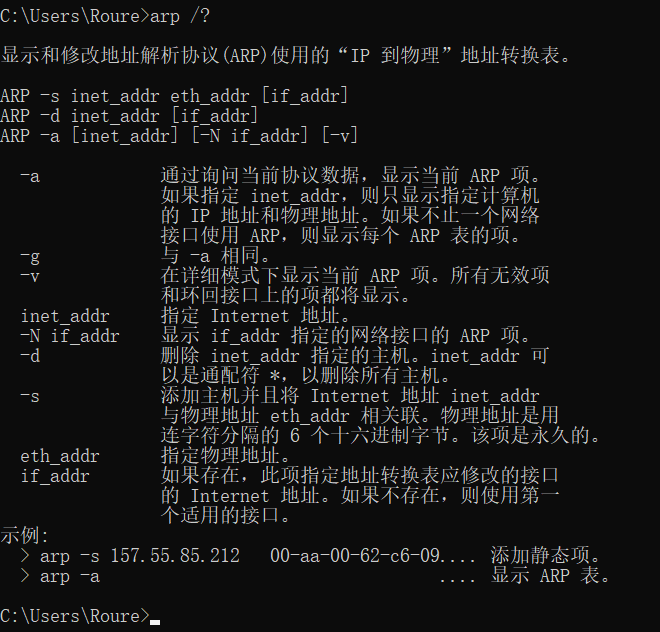 C:\Users\Roure>arp /?
显示和修改地址解析协议(ARP)使用的“IP 到物理”地址转换表。
ARP -s inet_addr eth_addr [if_addr]
ARP -d inet_addr [if_addr]
ARP -a [inet_addr] [-N if_addr] [-v]
-a 通过询问当前协议数据，显示当前 ARP 项。
如果指定 inet_addr，则只显示指定计算机
的 IP 地址和物理地址。如果不止一个网络
接口使用 ARP，则显示每个 ARP 表的项。
-g 与 -a 相同。
-v 在详细模式下显示当前 ARP 项。所有无效项
和环回接口上的项都将显示。
inet_addr 指定 Internet 地址。
-N if_addr 显示 if_addr 指定的网络接口的 ARP 项。
-d 删除 inet_addr 指定的主机。inet_addr 可
以是通配符 *，以删除所有主机。
-s 添加主机并且将 Internet 地址 inet_addr
与物理地址 eth_addr 相关联。物理地址是用
连字符分隔的 6 个十六进制字节。该项是永久的。
eth_addr 指定物理地址。
if_addr 如果存在，此项指定地址转换表应修改的接口
的 Internet 地址。如果不存在，则使用第一
个适用的接口。
示例:
> arp -s 157.55.85.212 00-aa-00-62-c6-09.... 添加静态项。
> arp -a .... 显示 ARP 表。
C:\Users\Roure>